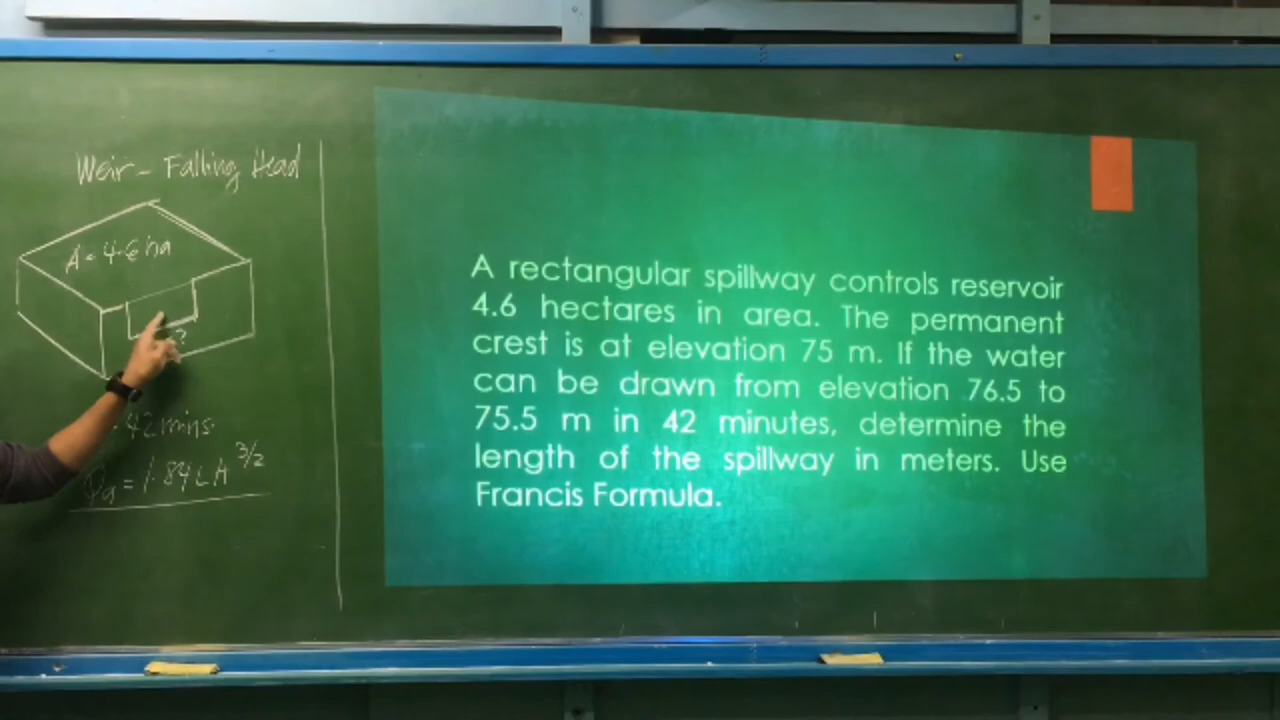 Weir - Falling Head
A = 4.6 ha
?
42 mins.
Qa = 1.84 L H 3/2
A rectangular spillway controls reservoir
4.6 hectares in area. The permanent
crest is at elevation 75 m. If the water
can be drawn from elevation 76.5 to
75.5 m in 42 minutes, determine the
length of the spillway in meters. Use
Francis Formula.